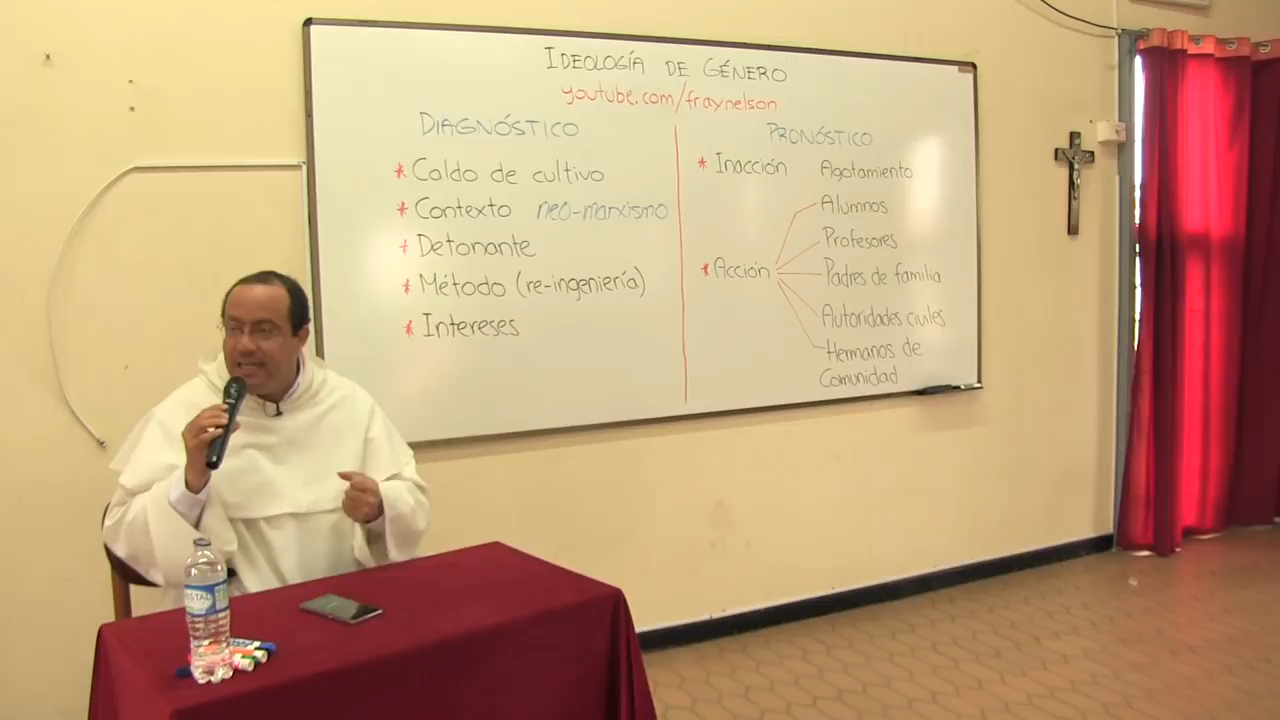 IDEOLOGÍA DE GÉNERO
youtube.com/fraynelson
DIAGNÓSTICO
* Caldo de cultivo
* Contexto neo-marxismo
* Detonante
* Método (re-ingeniería)
* Intereses
PRONÓSTICO
* Inacción Agotamiento
* Acción
Alumnos
Profesores
Padres de familia
Autoridades civiles
Hermanos de
Comunidad